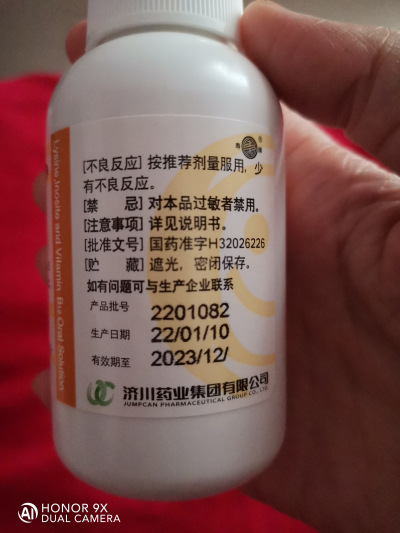 Lysine, Inosite and Vitamin B12 Oral Solution
[不良反应] 按推荐剂量服用,少
有不良反应。
[禁 忌] 对本品过敏者禁用。
[注意事项] 详见说明书。
[批准文号] 国药准字H32026226
[贮 藏] 遮光,密闭保存。
如有问题可与生产企业联系
产品批号 2201082
生产日期 22/01/10
有效期至 2023/12/
济川药业集团有限公司
JUMPCAN PHARMACEUTICAL GROUP CO., LTD.
HONOR 9X
AI DUAL CAMERA